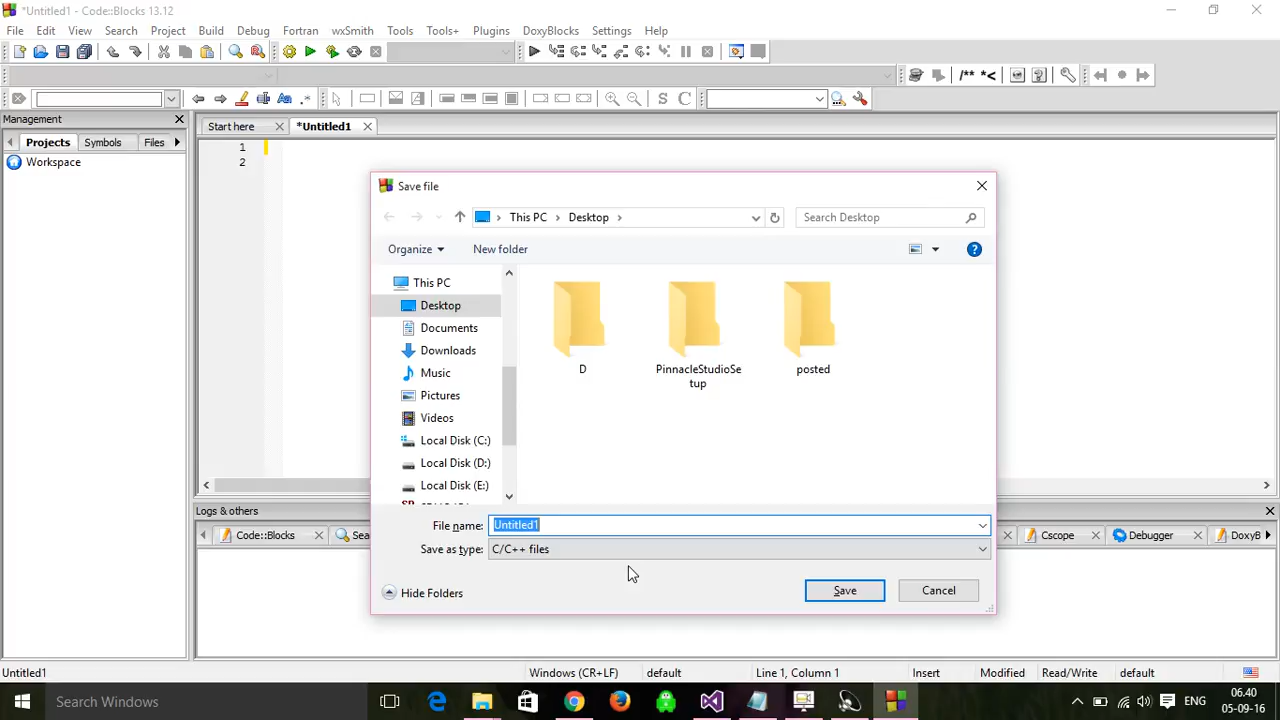 *Untitled1 - Code::Blocks 13.12
File Edit View Search Project Build Debug Fortran wxSmith Tools Tools+ Plugins DoxyBlocks Settings Help
/** *<
Aa .*
S C
Management
Start here *Untitled1
Projects Symbols Files
1
Workspace
2
Save file
This PC Desktop
Search Desktop
Organize New folder
This PC
Desktop
Documents
Downloads
Music
Pictures
Videos
Local Disk (C:)
Local Disk (D:)
Local Disk (E:)
D
PinnacleStudioSe
tup
posted
Logs & others
File name: Untitled1
Code::Blocks Sea Cscope Debugger DoxyB
Save as type: C/C++ files
Hide Folders Save Cancel
Untitled1 Windows (CR+LF) default Line 1, Column 1 Insert Modified Read/Write default
Search Windows
ENG
06.40
05-09-16